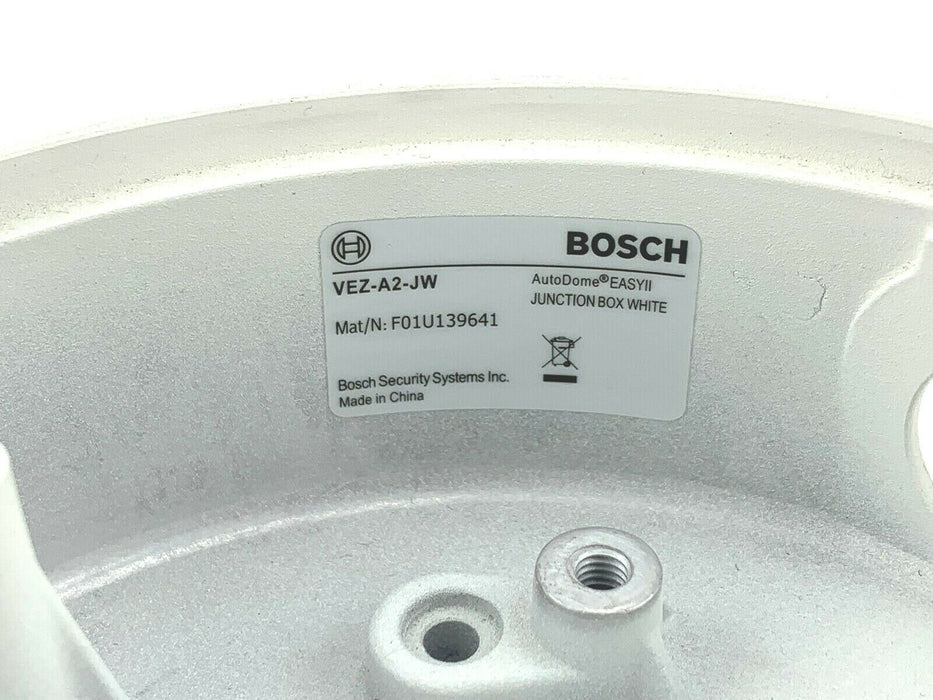 BOSCH
VEZ-A2-JW
AutoDome®EASYII
JUNCTION BOX WHITE
Mat/N: F01U139641
Bosch Security Systems Inc.
Made in China